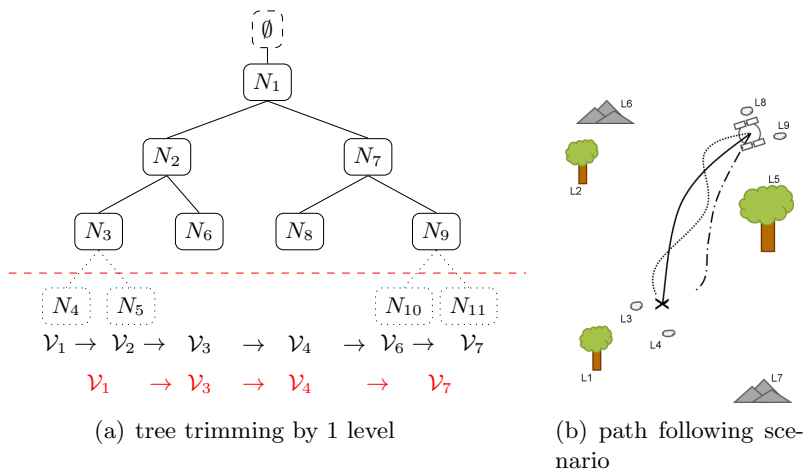 ∅
N₁
N₂ N₇
N₃ N₆ N₈ N₉
N₄ N₅ N₁₀ N₁₁
𝒱₁ → 𝒱₂ → 𝒱₃ → 𝒱₄ → 𝒱₆ → 𝒱₇
𝒱₁ → 𝒱₃ → 𝒱₄ → 𝒱₇
(a) tree trimming by 1 level
L6
L8
L9
L2
L5
L3
L4
L1
L7
(b) path following sce-
nario